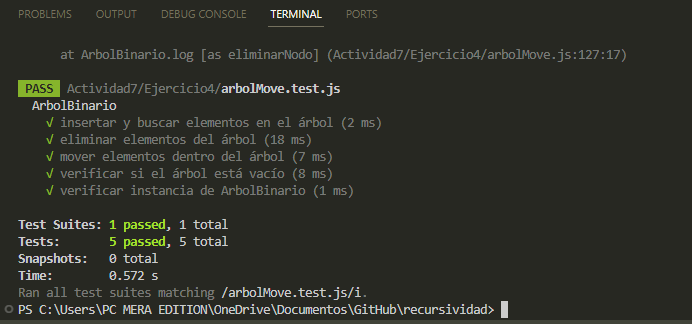 PROBLEMS OUTPUT DEBUG CONSOLE TERMINAL PORTS
at ArbolBinario.log [as eliminarNodo] (Actividad7/Ejercicio4/arbolMove.js:127:17)
PASS Actividad7/Ejercicio4/arbolMove.test.js
ArbolBinario
√ insertar y buscar elementos en el árbol (2 ms)
√ eliminar elementos del árbol (18 ms)
√ mover elementos dentro del árbol (7 ms)
√ verificar si el árbol está vacío (8 ms)
√ verificar instancia de ArbolBinario (1 ms)
Test Suites: 1 passed, 1 total
Tests: 5 passed, 5 total
Snapshots: 0 total
Time: 0.572 s
Ran all test suites matching /arbolMove.test.js/i.
PS C:\Users\PC MERA EDITION\OneDrive\Documentos\GitHub\recursividad>